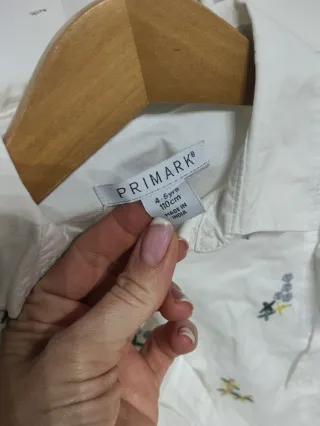 PRIMARK®
4-5yrs
110cm
MADE IN
INDIA